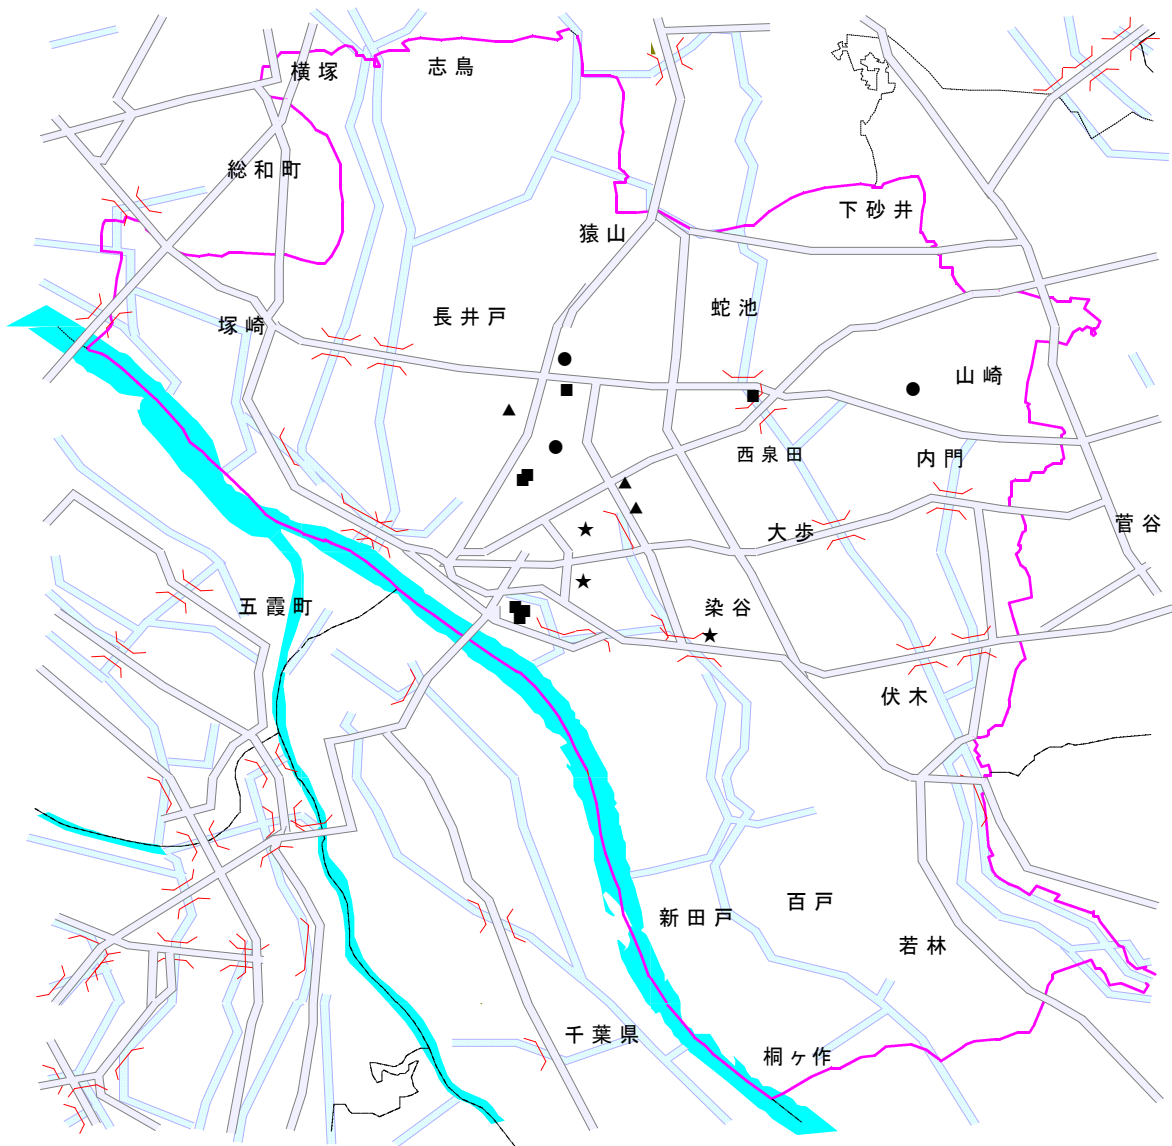 志鳥
横塚
総和町
下砂井
猿山
蛇池
長井戸
塚崎
山崎
西泉田
内門
菅谷
大歩
五霞町
染谷
伏木
百戸
新田戸
若林
千葉県
桐ヶ作